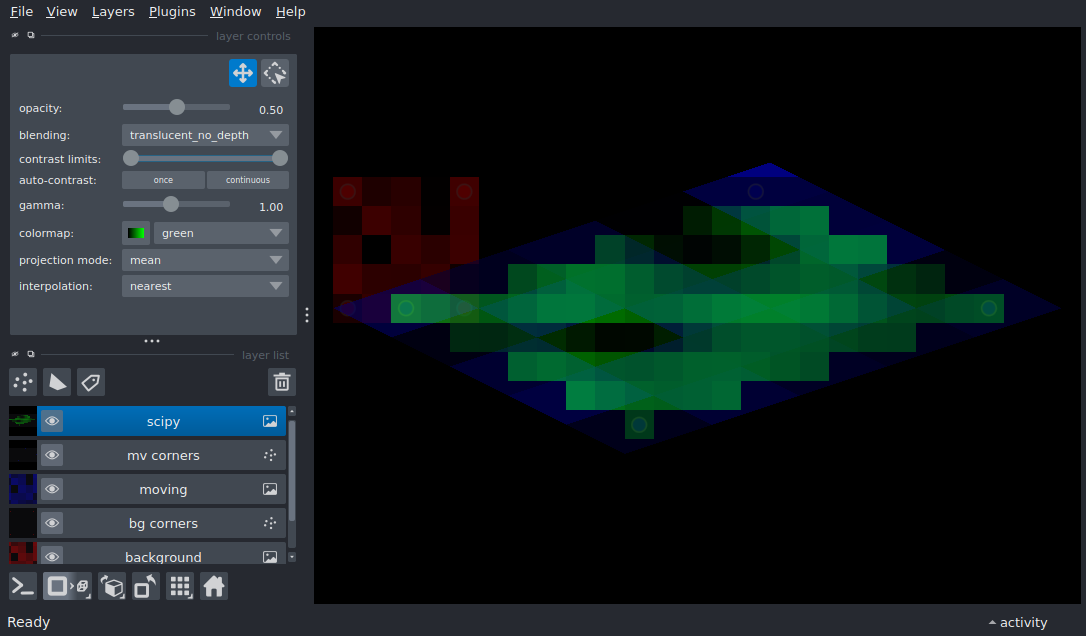 File View Layers Plugins Window Help
layer controls
opacity: 0.50
blending: translucent_no_depth
contrast limits:
auto-contrast: once continuous
gamma: 1.00
colormap: green
projection mode: mean
interpolation: nearest
layer list
scipy
mv corners
moving
bg corners
background
Ready activity